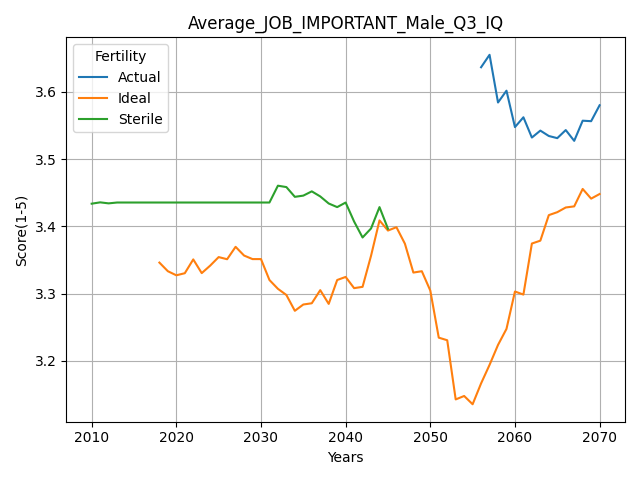 Average_JOB_IMPORTANT_Male_Q3_IQ
Fertility
Actual
Ideal
Sterile
Score(1-5)
3.6
3.5
3.4
3.3
3.2
2010 2020 2030 2040 2050 2060 2070
Years